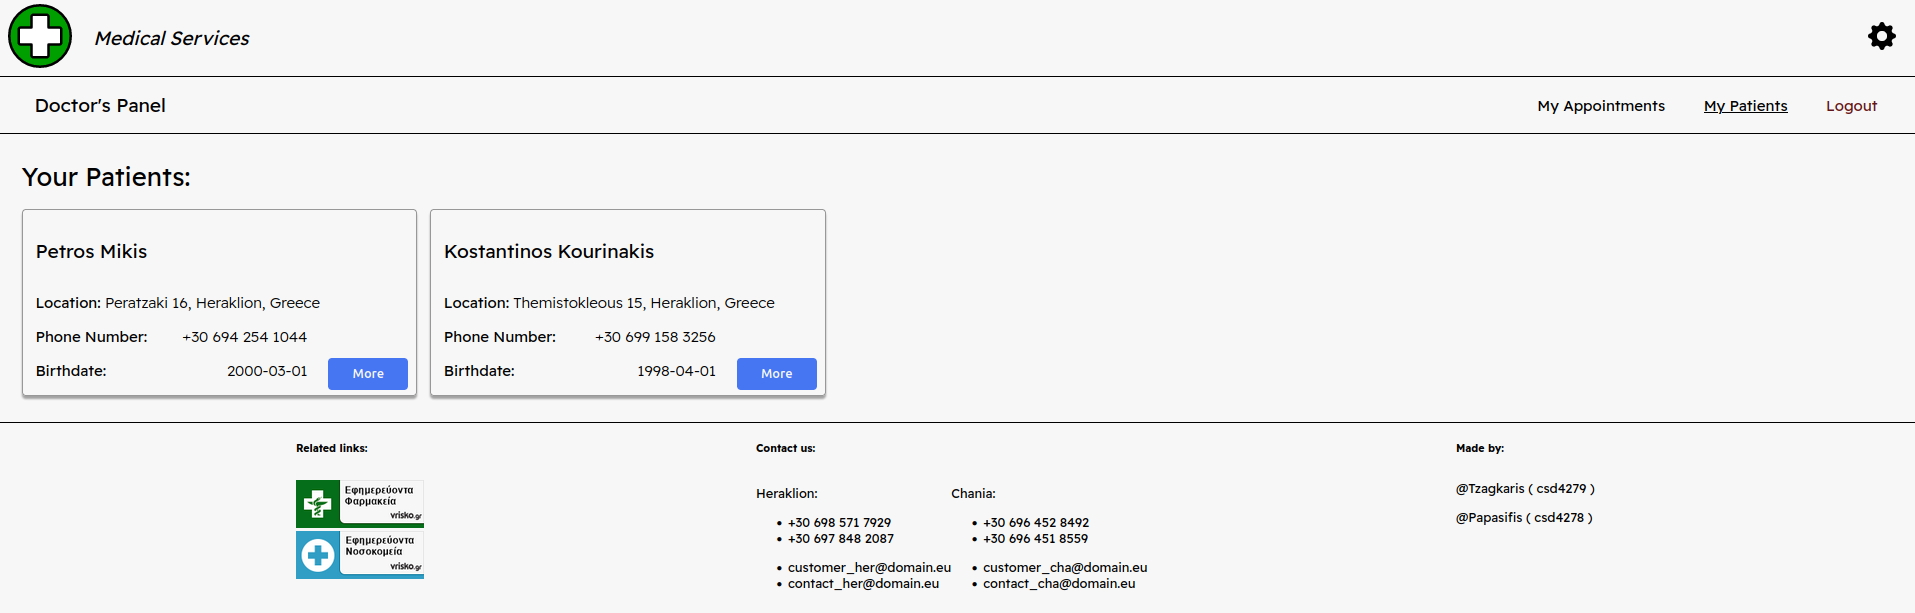 Medical Services
Doctor's Panel
My Appointments
My Patients
Logout
Your Patients:
Petros Mikis
Location: Peratzaki 16, Heraklion, Greece
Phone Number: +30 694 254 1044
Birthdate: 2000-03-01
More
Kostantinos Kourinakis
Location: Themistokleous 15, Heraklion, Greece
Phone Number: +30 699 158 3256
Birthdate: 1998-04-01
More
Related links:
Εφημερεύοντα
Φαρμακεία
vrisko.gr
Εφημερεύοντα
Νοσοκομεία
vrisko.gr
Contact us:
Heraklion:
• +30 698 571 7929
• +30 697 848 2087
• customer_her@domain.eu
• contact_her@domain.eu
Chania:
• +30 696 452 8492
• +30 696 451 8559
• customer_cha@domain.eu
• contact_cha@domain.eu
Made by:
@Tzagkaris ( csd4279 )
@Papasifis ( csd4278 )